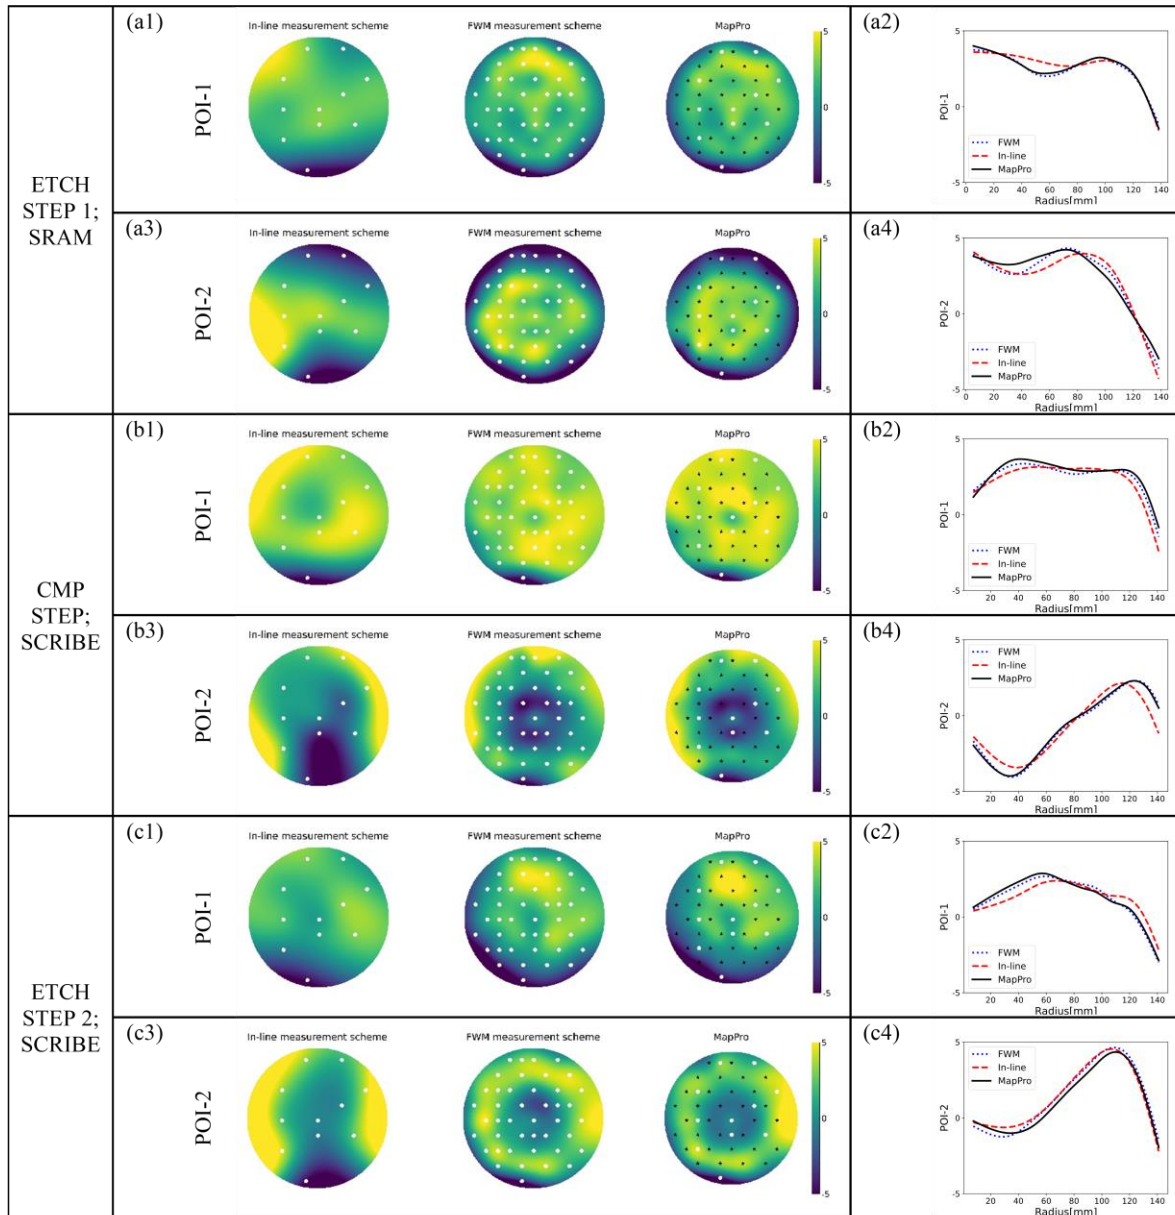 ETCH
STEP 1;
SRAM
POI-1
(a1)
In-line measurement scheme
FWM measurement scheme
MapPro
5
0
-5
(a2)
5
0
-5
POI-1
FWM
In-line
MapPro
0 20 40 60 80 100 120 140
Radius[mm]
POI-2
(a3)
In-line measurement scheme
FWM measurement scheme
MapPro
5
0
-5
(a4)
5
0
-5
POI-2
FWM
In-line
MapPro
0 20 40 60 80 100 120 140
Radius[mm]
CMP
STEP;
SCRIBE
POI-1
(b1)
In-line measurement scheme
FWM measurement scheme
MapPro
5
0
-5
(b2)
5
0
-5
POI-1
FWM
In-line
MapPro
20 40 60 80 100 120 140
Radius[mm]
POI-2
(b3)
In-line measurement scheme
FWM measurement scheme
MapPro
5
0
-5
(b4)
5
0
-5
POI-2
FWM
In-line
MapPro
20 40 60 80 100 120 140
Radius[mm]
ETCH
STEP 2;
SCRIBE
POI-1
(c1)
In-line measurement scheme
FWM measurement scheme
MapPro
5
0
-5
(c2)
5
0
-5
POI-1
FWM
In-line
MapPro
20 40 60 80 100 120 140
Radius[mm]
POI-2
(c3)
In-line measurement scheme
FWM measurement scheme
MapPro
5
0
-5
(c4)
5
0
-5
POI-2
FWM
In-line
MapPro
0 20 40 60 80 100 120 140
Radius[mm]